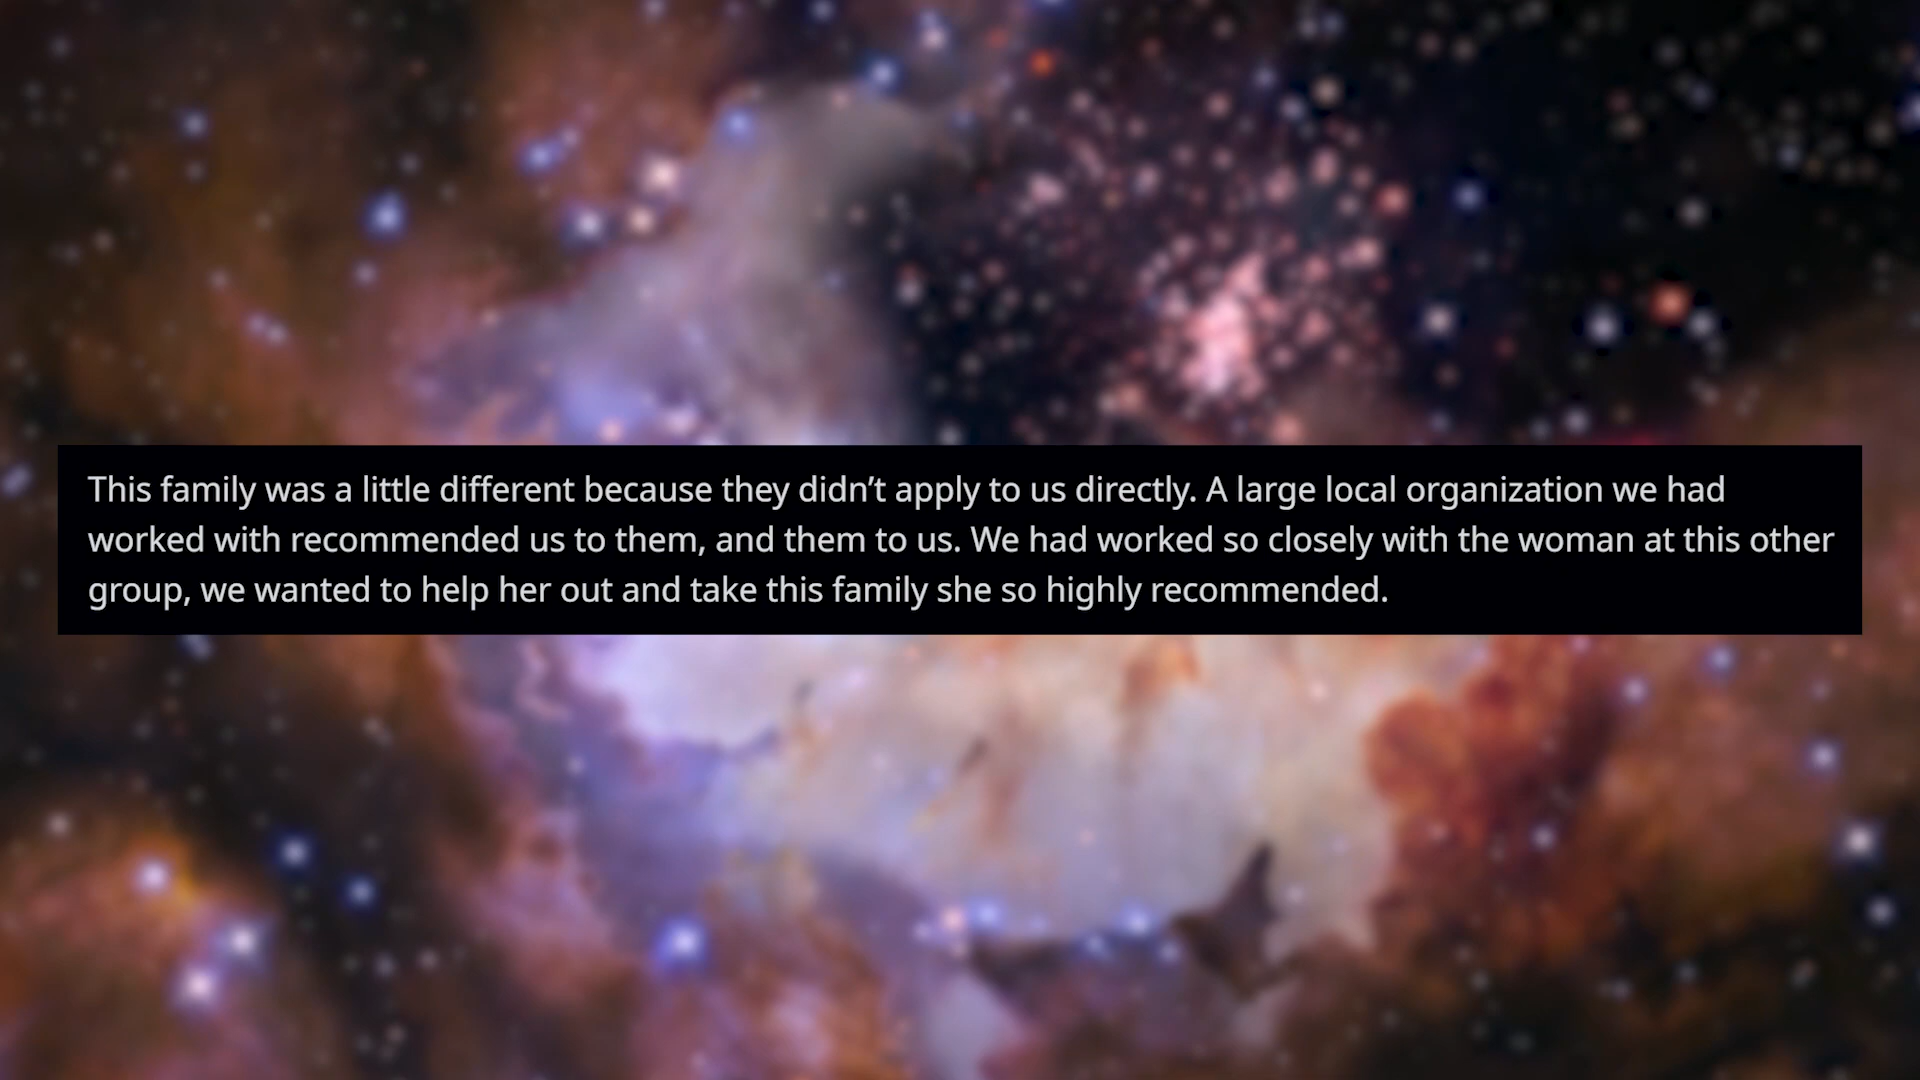 This family was a little different because they didn’t apply to us directly. A large local organization we had
worked with recommended us to them, and them to us. We had worked so closely with the woman at this other
group, we wanted to help her out and take this family she so highly recommended.